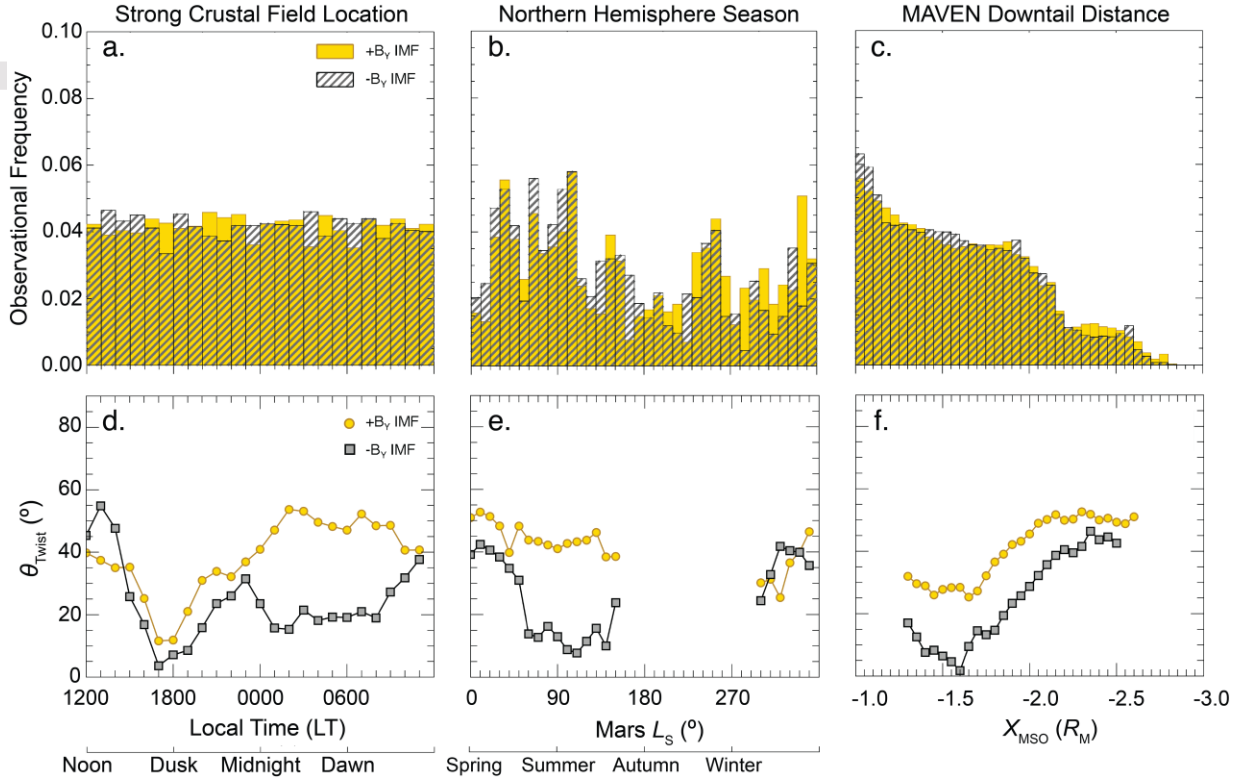 Strong Crustal Field Location
Northern Hemisphere Season
MAVEN Downtail Distance
a.
b.
c.
+BY IMF
-BY IMF
Observational Frequency
0.10
0.08
0.06
0.04
0.02
0.00
d.
e.
f.
+BY IMF
-BY IMF
θTwist (º)
80
60
40
20
0
1200 1800 0000 0600
0 90 180 270
-1.0 -2.0 -2.5 -3.0
Local Time (LT)
Mars LS (º)
XMSO (RM)
Noon Dusk Midnight Dawn
Spring Summer Autumn Winter